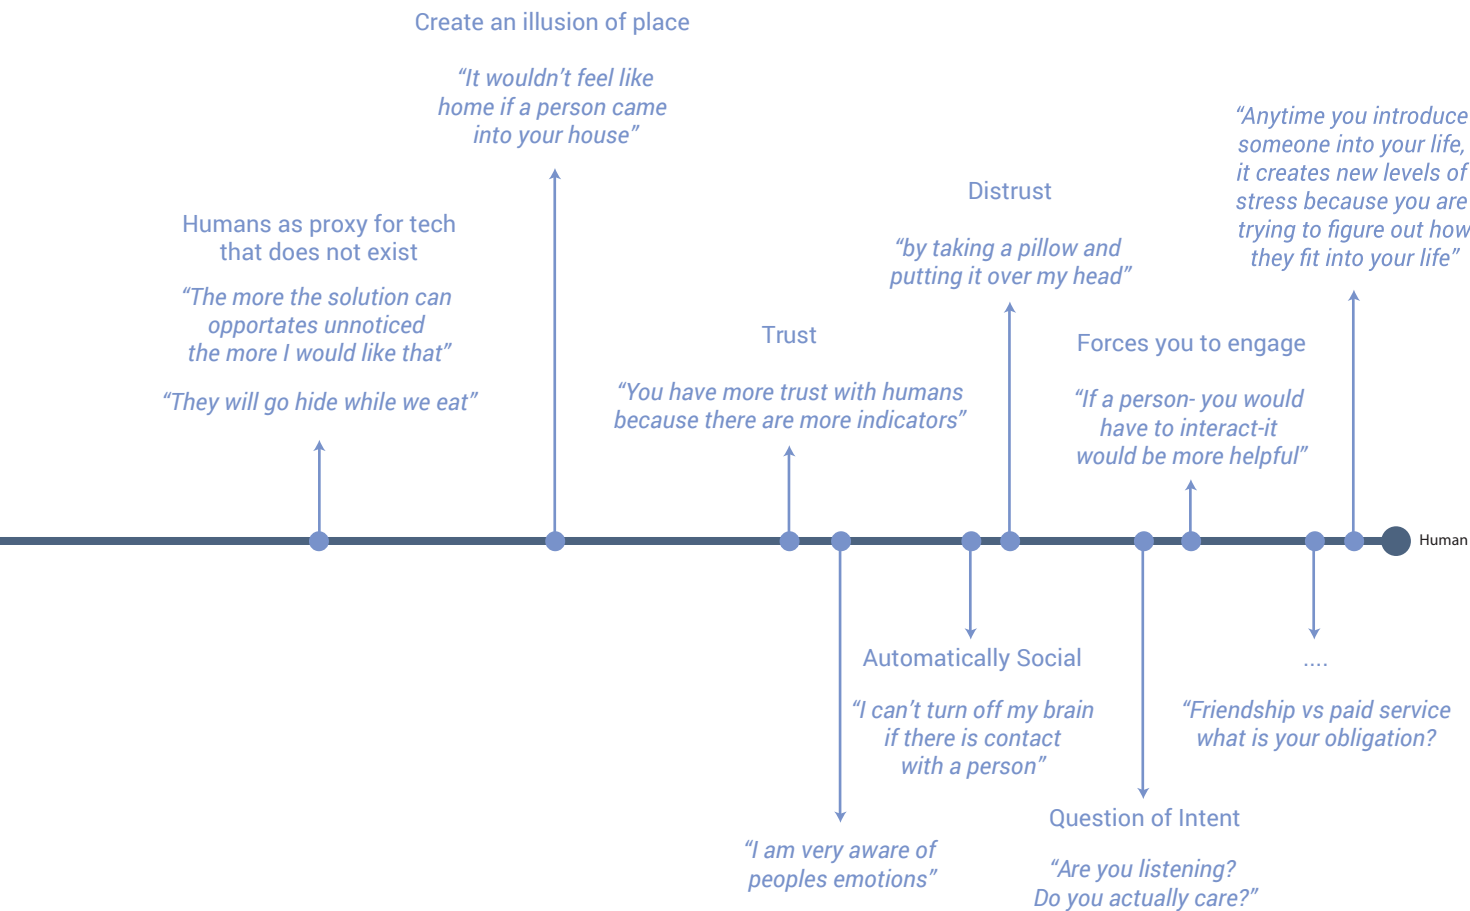 Create an illusion of place
“It wouldn’t feel like
home if a person came
into your house”
“Anytime you introduce
someone into your life,
it creates new levels of
stress because you are
trying to figure out how
they fit into your life”
Humans as proxy for tech
that does not exist
“The more the solution can
opportates unnoticed
the more I would like that”
“They will go hide while we eat”
Distrust
“by taking a pillow and
putting it over my head”
Trust
“You have more trust with humans
because there are more indicators”
Forces you to engage
“If a person- you would
have to interact-it
would be more helpful”
Human
Automatically Social
“I can’t turn off my brain
if there is contact
with a person”
....
“Friendship vs paid service
what is your obligation?
“I am very aware of
peoples emotions”
Question of Intent
“Are you listening?
Do you actually care?”